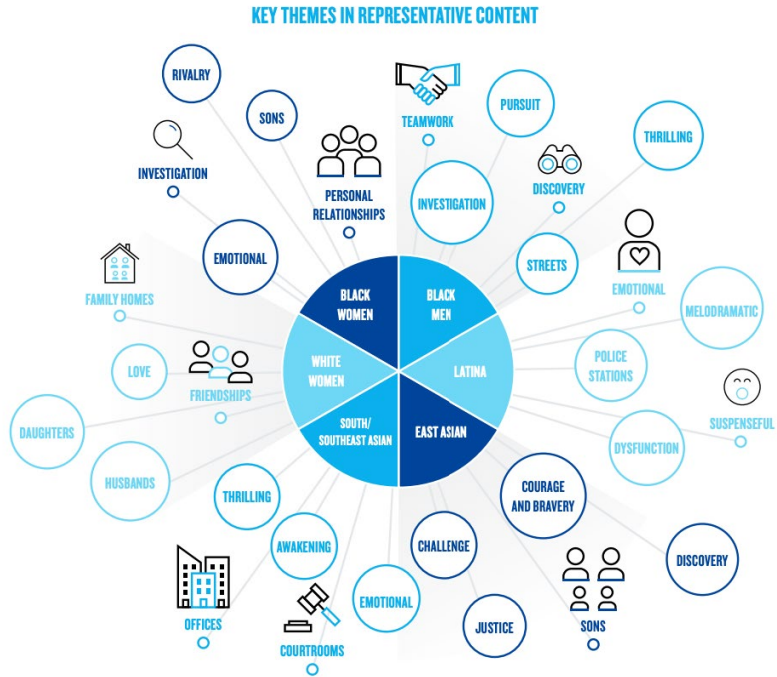 KEY THEMES IN REPRESENTATIVE CONTENT
RIVALRY
SONS
INVESTIGATION
PERSONAL
RELATIONSHIPS
EMOTIONAL
TEAMWORK
PURSUIT
THRILLING
INVESTIGATION
DISCOVERY
STREETS
EMOTIONAL
MELODRAMATIC
POLICE
STATIONS
SUSPENSEFUL
DYSFUNCTION
FAMILY HOMES
LOVE
FRIENDSHIPS
DAUGHTERS
HUSBANDS
BLACK
WOMEN
BLACK
MEN
WHITE
WOMEN
LATINA
SOUTH/
SOUTHEAST ASIAN
EAST ASIAN
THRILLING
AWAKENING
OFFICES
COURTROOMS
EMOTIONAL
CHALLENGE
COURAGE
AND BRAVERY
JUSTICE
SONS
DISCOVERY